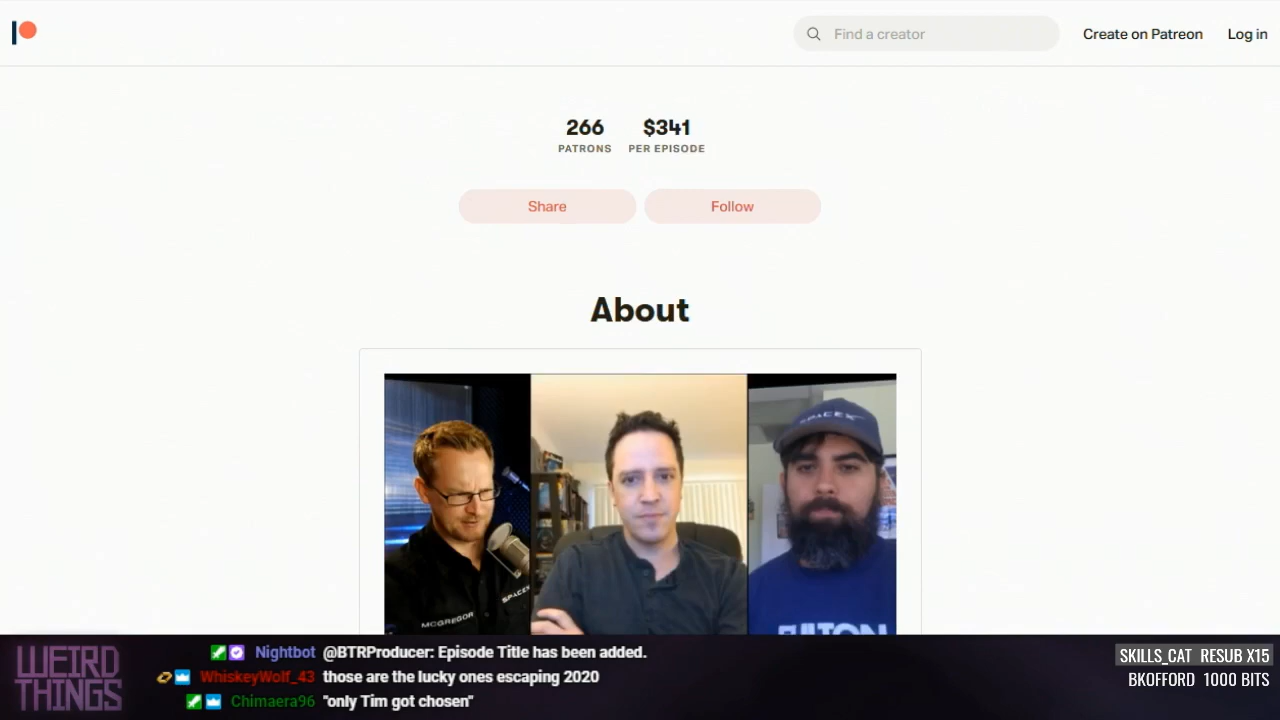 Find a creator
Create on Patreon
Log in
266
PATRONS
$341
PER EPISODE
Share
Follow
About
SPACEX
SPACEX
MCGREGOR
FULTON
WEIRD
THINGS
Nightbot @BTRProducer: Episode Title has been added.
WhiskeyWolf_43 those are the lucky ones escaping 2020
Chimaera96 "only Tim got chosen"
SKILLS_CAT RESUB X15
BKOFFORD 1000 BITS